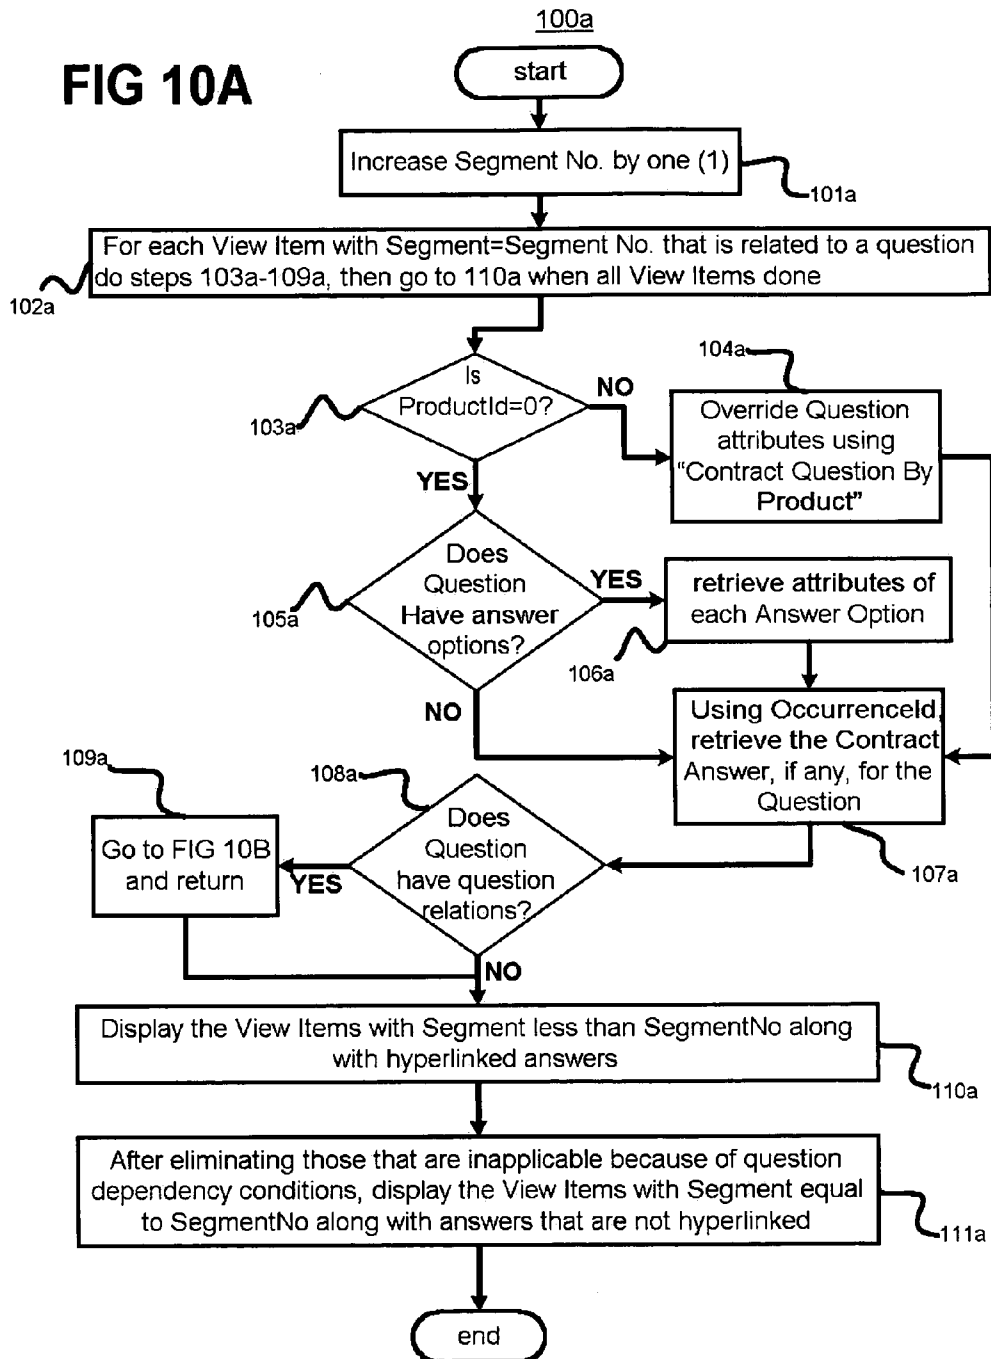 100a
FIG 10A
start
Increase Segment No. by one (1)
101a
For each View Item with Segment=Segment No. that is related to a question
do steps 103a-109a, then go to 110a when all View Items done
102a
Is
ProductId=0?
103a
NO
104a
Override Question
attributes using
“Contract Question By
Product”
YES
Does
Question
Have answer
options?
105a
YES
retrieve attributes of
each Answer Option
106a
NO
Using OccurrenceId,
retrieve the Contract
Answer, if any, for the
Question
107a
108a
Does
Question
have question
relations?
109a
Go to FIG 10B
and return
YES
NO
Display the View Items with Segment less than SegmentNo along
with hyperlinked answers
110a
After eliminating those that are inapplicable because of question
dependency conditions, display the View Items with Segment equal
to SegmentNo along with answers that are not hyperlinked
111a
end